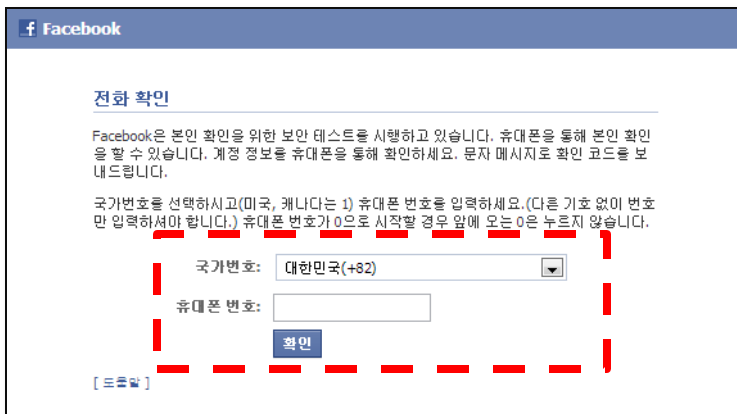 Facebook
전화 확인
Facebook은 본인 확인을 위한 보안 테스트를 시행하고 있습니다. 휴대폰을 통해 본인 확인
을 할 수 있습니다. 계정 정보를 휴대폰을 통해 확인하세요. 문자 메시지로 확인 코드를 보
내드립니다.
국가번호를 선택하시고(미국, 캐나다는 1) 휴대폰 번호를 입력하세요.(다른 기호 없이 번호
만 입력하셔야 합니다.) 휴대폰 번호가 0으로 시작할 경우 앞에 오는 0은 누르지 않습니다.
국가번호: 대한민국(+82)
휴대폰 번호:
확인
[ 도움말 ]